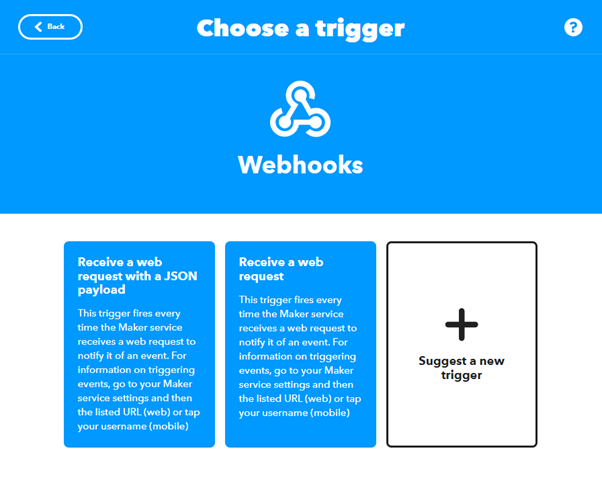 Back
Choose a trigger
?
Webhooks
Receive a web
request with a JSON
payload
This trigger fires every
time the Maker service
receives a web request to
notify it of an event. For
information on triggering
events, go to your Maker
service settings and then
the listed URL (web) or tap
your username (mobile)
Receive a web
request
This trigger fires every
time the Maker service
receives a web request to
notify it of an event. For
information on triggering
events, go to your Maker
service settings and then
the listed URL (web) or tap
your username (mobile)
Suggest a new
trigger